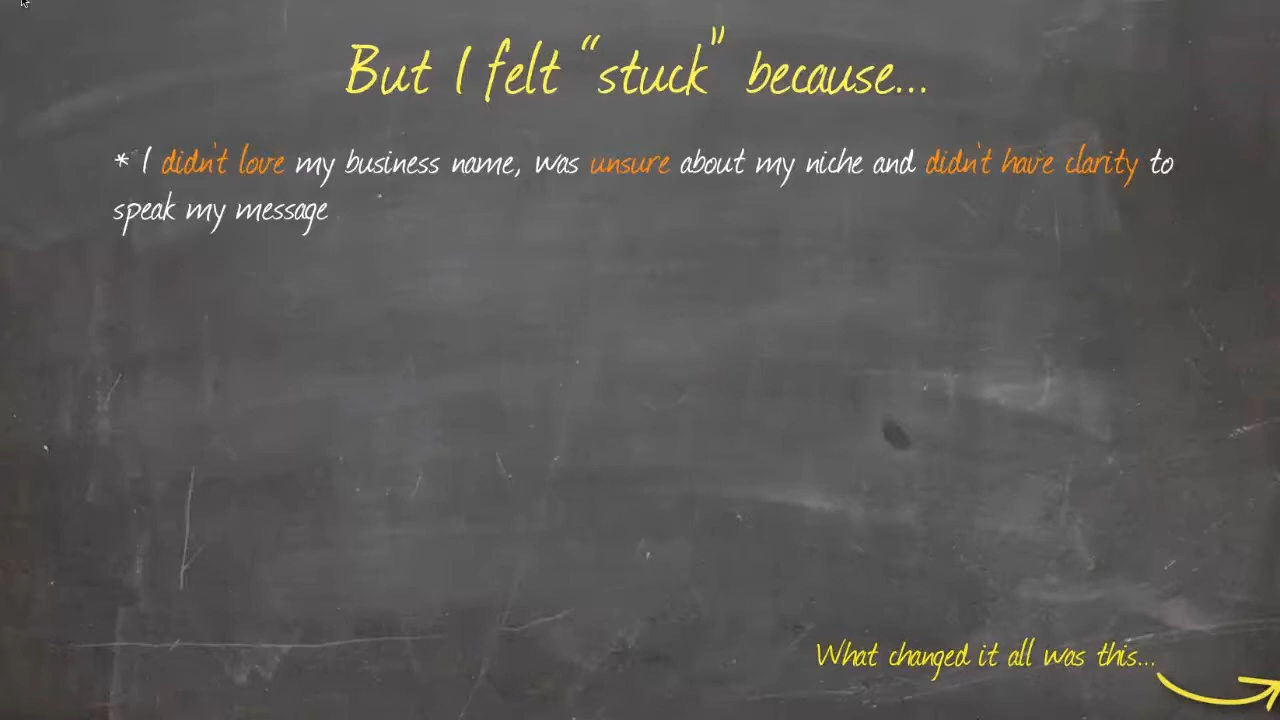 But I felt “stuck” because...
* I didn't love my business name, was unsure about my niche and didn't have clarity to
speak my message
What changed it all was this...